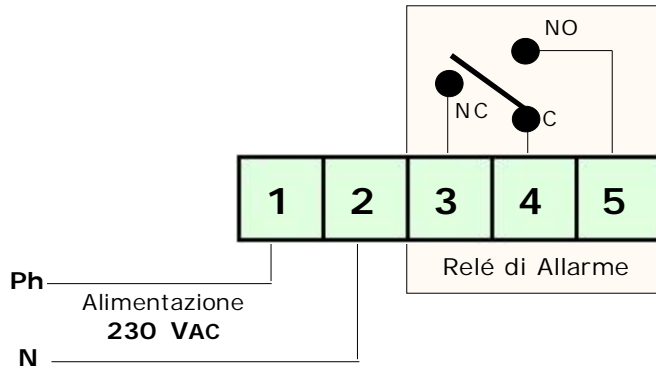 NO
NC
C
1 2 3 4 5
Relé di Allarme
Ph
Alimentazione
230 VAC
N